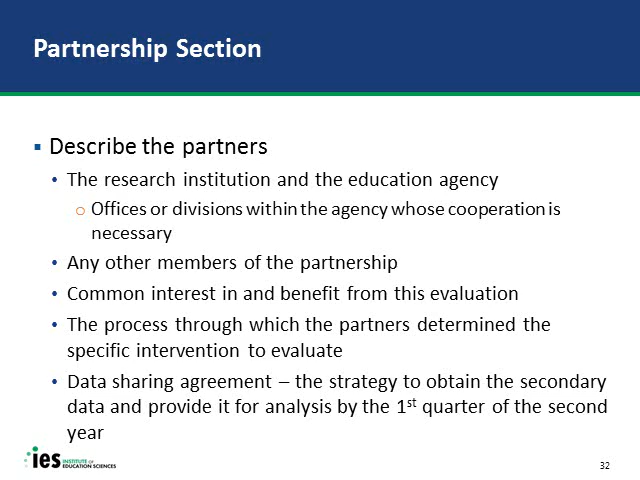 Partnership Section
▪ Describe the partners
• The research institution and the education agency
o Offices or divisions within the agency whose cooperation is
necessary
• Any other members of the partnership
• Common interest in and benefit from this evaluation
• The process through which the partners determined the
specific intervention to evaluate
• Data sharing agreement – the strategy to obtain the secondary
data and provide it for analysis by the 1st quarter of the second
year
ies INSTITUTE OF
EDUCATION SCIENCES
32